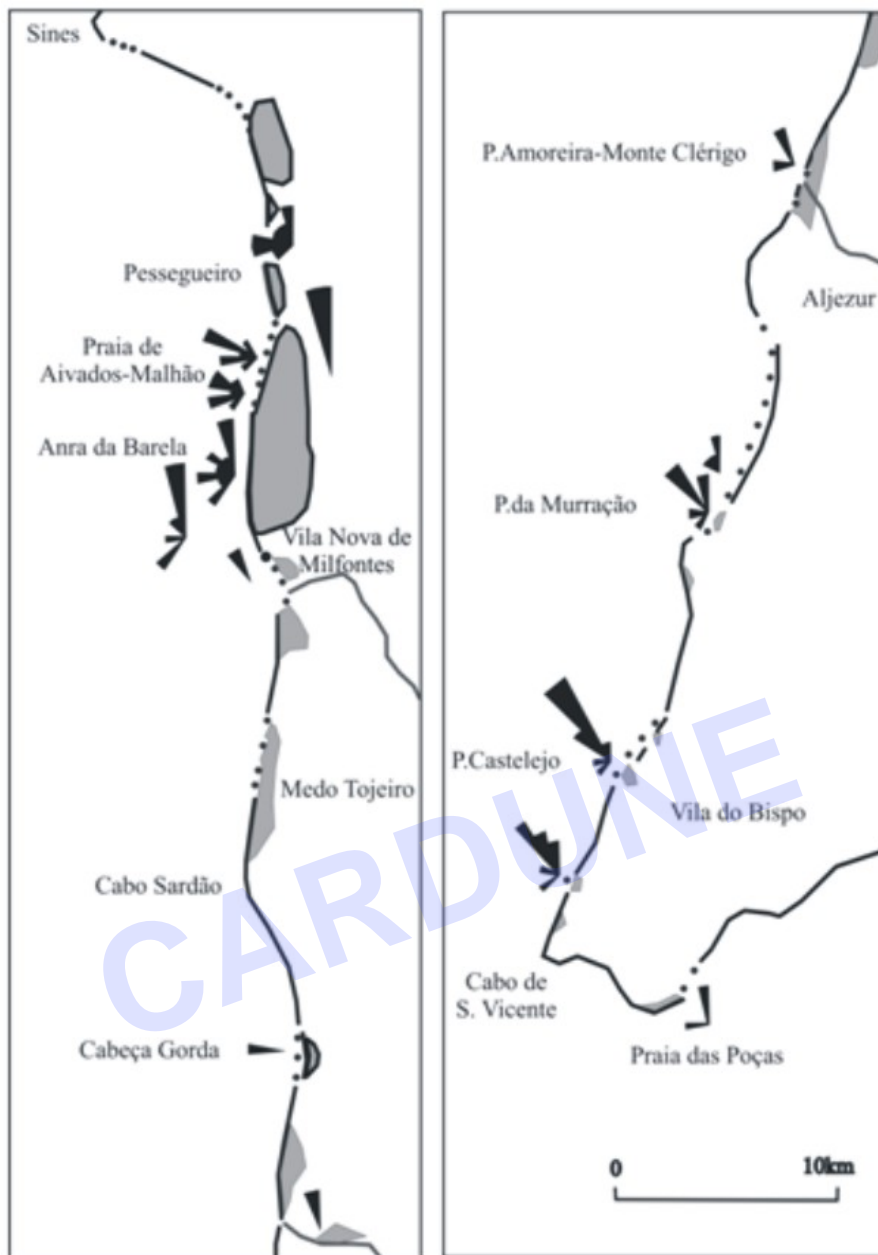 Sines
Pessegueiro
Praia de
Aivados-Malhão
Anra da Barela
Vila Nova de
Milfontes
Medo Tojeiro
Cabo Sardão
Cabeça Gorda
P.Amoreira-Monte Clérigo
Aljezur
P.da Murração
P.Castelejo
Vila do Bispo
Cabo de
S. Vicente
Praia das Poças
0 10km
CARDUNE